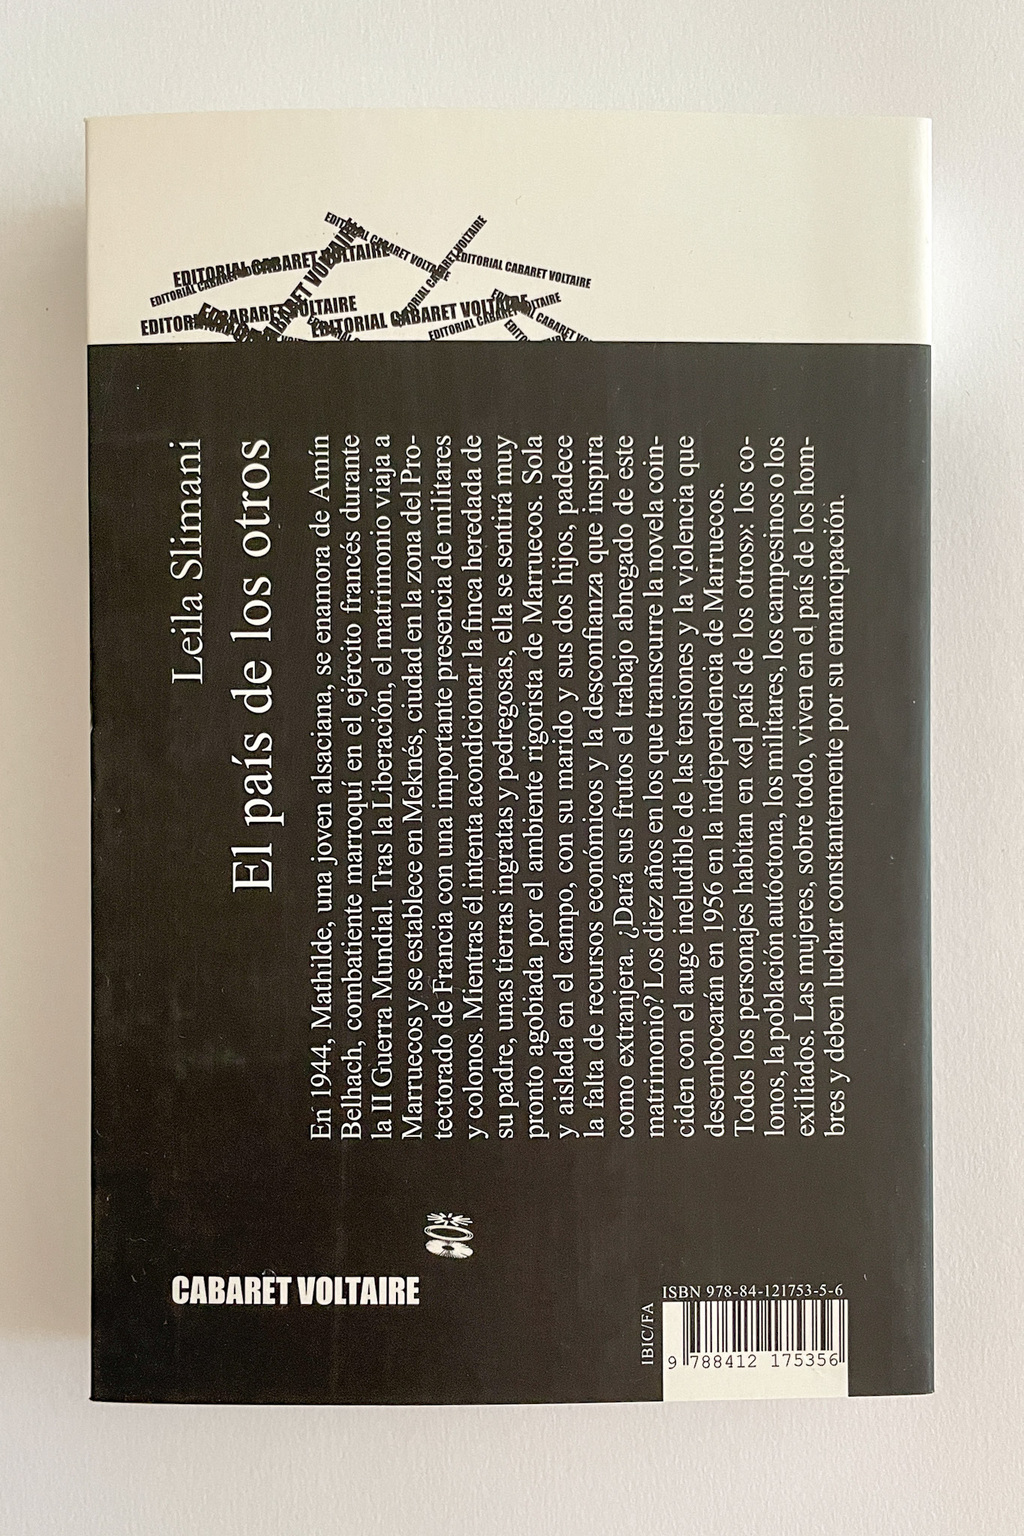 EDITORIAL CABARET VOLTAIRE
EDITORIAL CABARET VOLTAIRE
EDITORIAL CABARET VOLTAIRE
EDITORIAL CABARET VOLTAIRE
Leila Slimani
El país de los otros
En 1944, Mathilde, una joven alsaciana, se enamora de Amín
Belhach, combatiente marroquí en el ejército francés durante
la II Guerra Mundial. Tras la Liberación, el matrimonio viaja a
Marruecos y se establece en Meknés, ciudad en la zona del Pro-
tectorado de Francia con una importante presencia de militares
y colonos. Mientras él intenta acondicionar la finca heredada de
su padre, unas tierras ingratas y pedregosas, ella se sentirá muy
pronto agobiada por el ambiente rigorista de Marruecos. Sola
y aislada en el campo, con su marido y sus dos hijos, padece
la falta de recursos económicos y la desconfianza que inspira
como extranjera. ¿Dará sus frutos el trabajo abnegado de este
matrimonio? Los diez años en los que transcurre la novela coin-
ciden con el auge ineludible de las tensiones y la violencia que
desembocarán en 1956 en la independencia de Marruecos.
Todos los personajes habitan en «el país de los otros»: los co-
lonos, la población autóctona, los militares, los campesinos o los
exiliados. Las mujeres, sobre todo, viven en el país de los hom-
bres y deben luchar constantemente por su emancipación.
CABARET VOLTAIRE
ISBN 978-84-121753-5-6
IBIC/FA
9 788412 175356